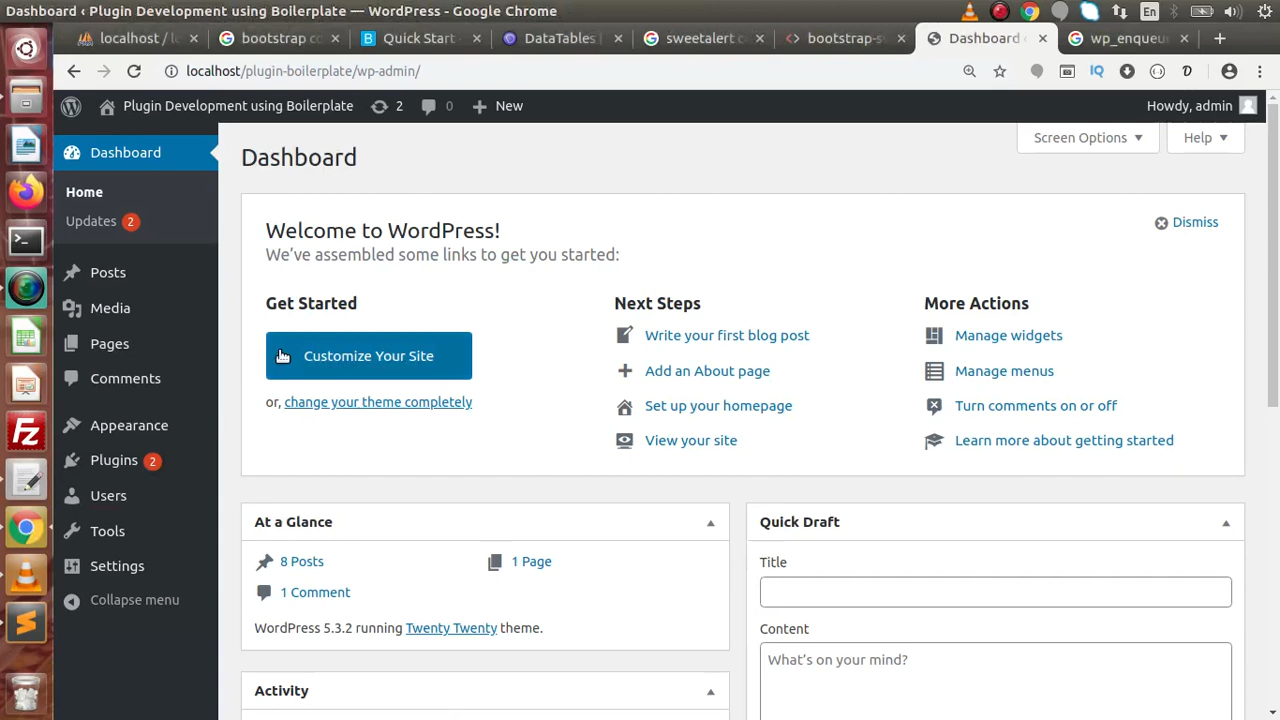 Dashboard ‹ Plugin Development using Boilerplate — WordPress - Google Chrome
En
localhost / l
bootstrap c
Quick Start
DataTables
sweetalert c
bootstrap-s
Dashboard
wp_enqueu
localhost/plugin-boilerplate/wp-admin/
IQ
Plugin Development using Boilerplate
2
0
New
Howdy, admin
Dashboard
Home
Updates 2
Posts
Media
Pages
Comments
Appearance
Plugins 2
Users
Tools
Settings
Collapse menu
Screen Options
Help
Dashboard
Welcome to WordPress!
We've assembled some links to get you started:
Dismiss
Get Started
Customize Your Site
or, change your theme completely
Next Steps
Write your first blog post
Add an About page
Set up your homepage
View your site
More Actions
Manage widgets
Manage menus
Turn comments on or off
Learn more about getting started
At a Glance
8 Posts
1 Page
1 Comment
WordPress 5.3.2 running Twenty Twenty theme.
Activity
Quick Draft
Title
Content
What's on your mind?